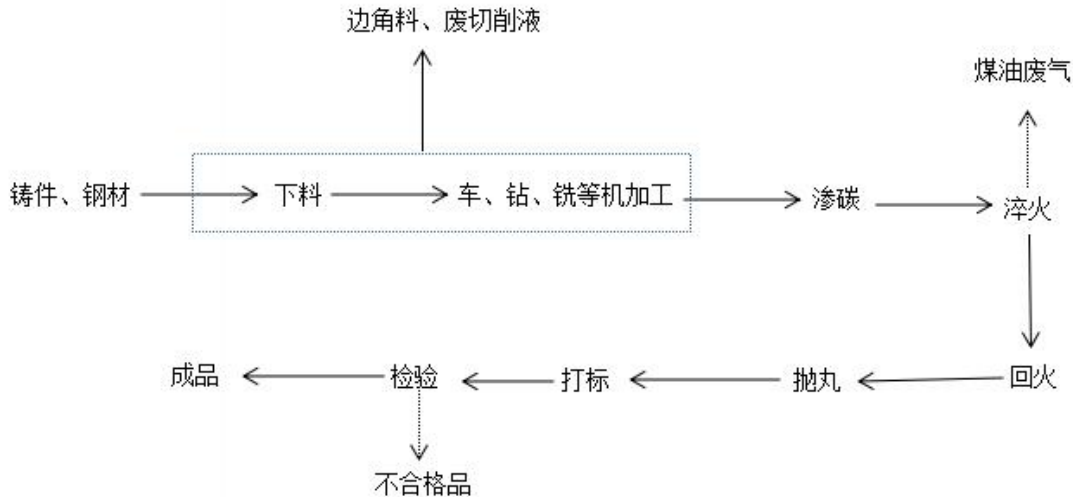 边角料、废切削液
煤油废气
铸件、钢材
下料
车、钻、铣等机加工
渗碳
淬火
成品
检验
打标
抛丸
回火
不合格品